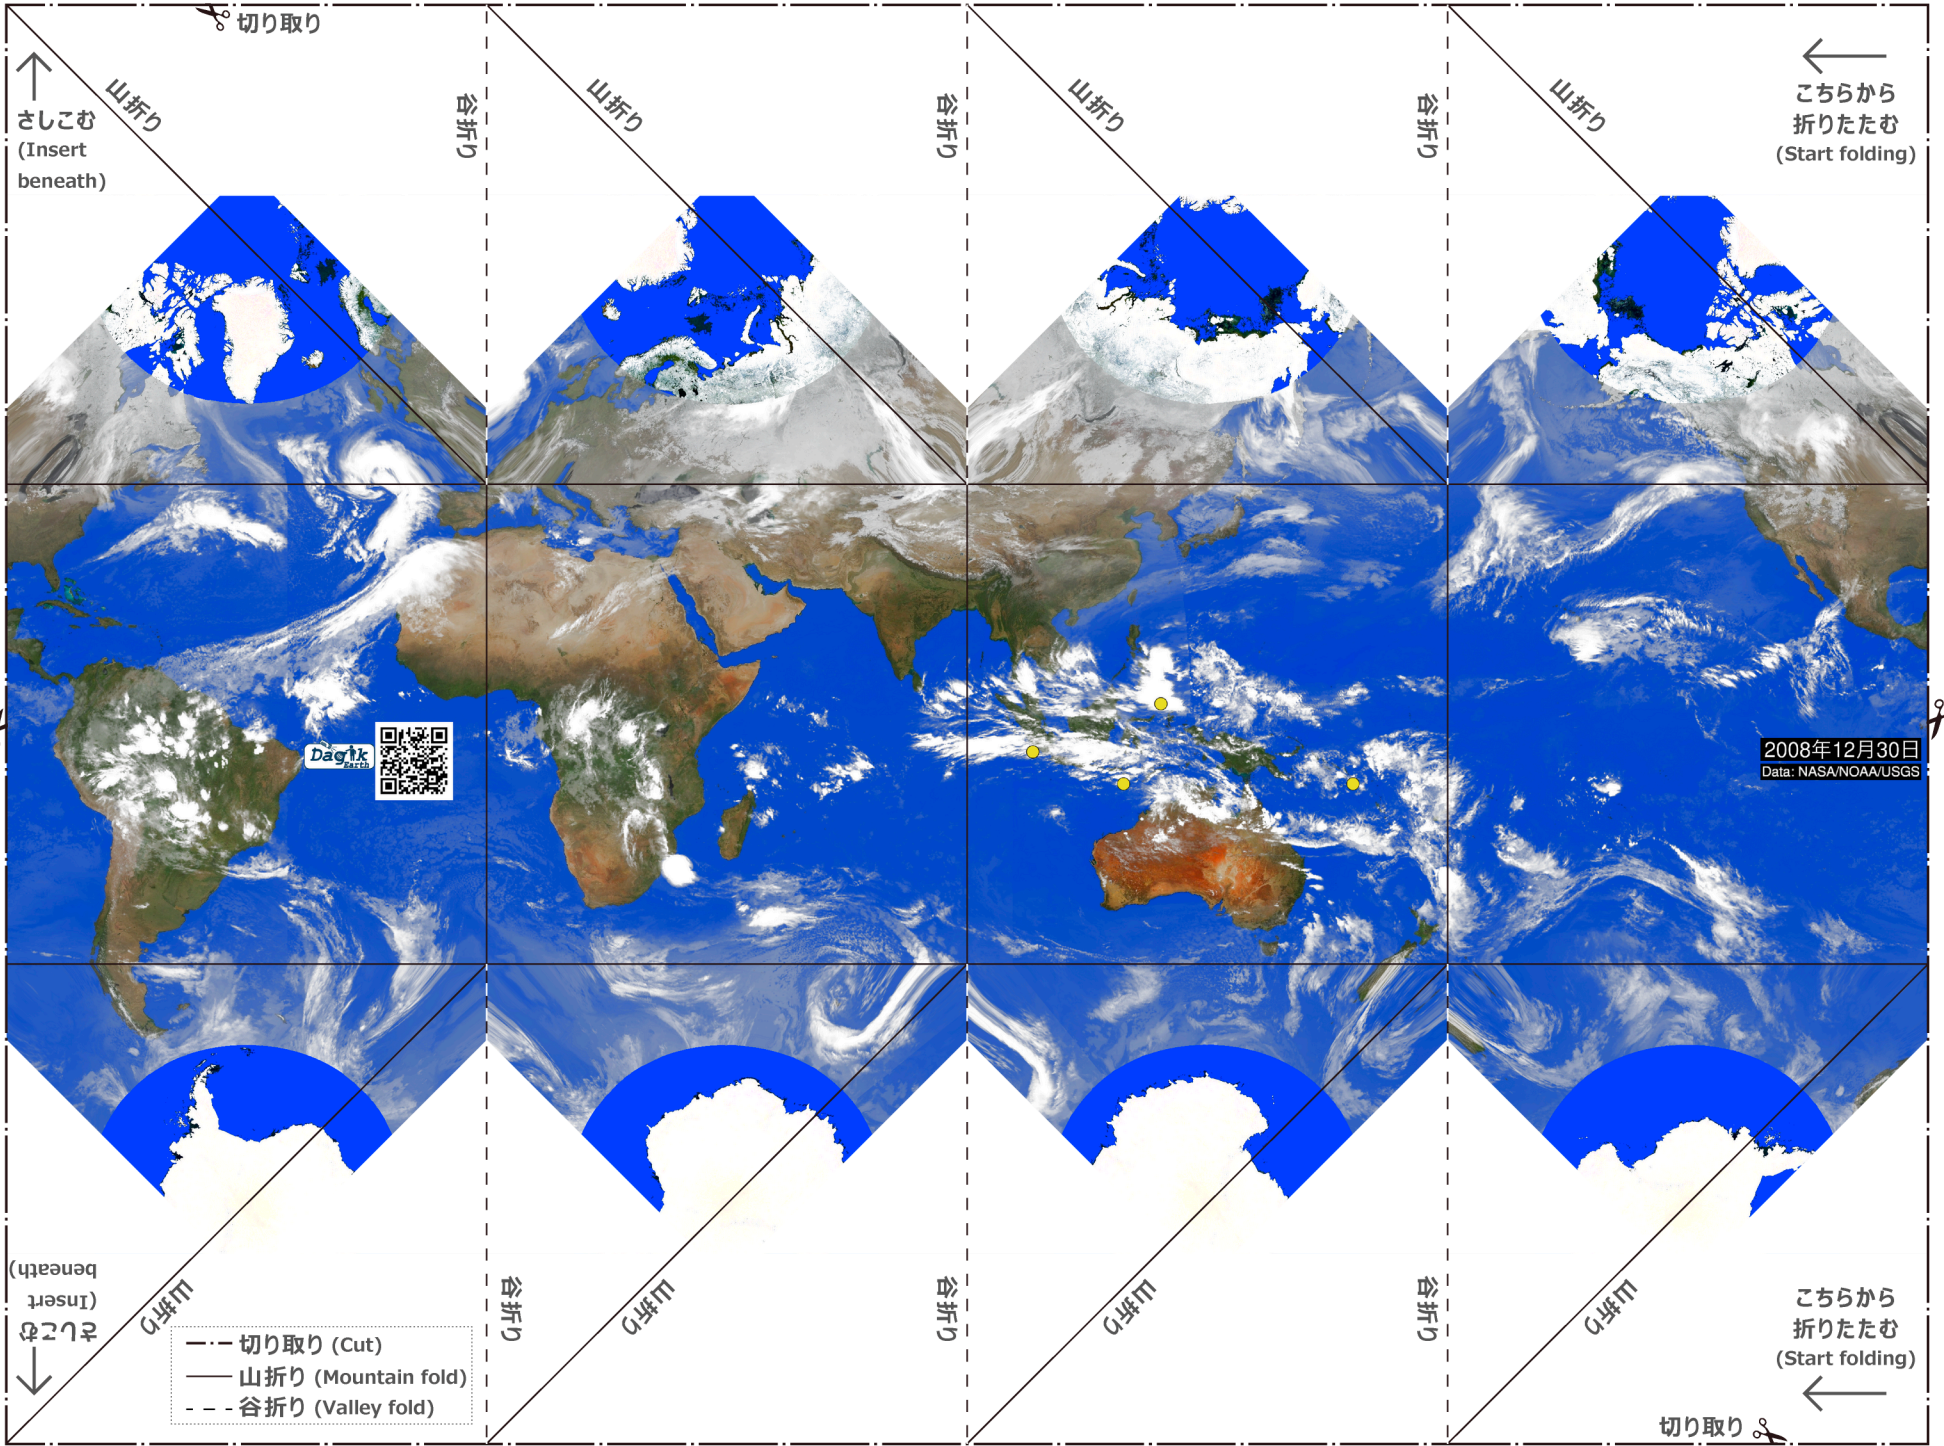 切り取り
山折り
谷折り
山折り
谷折り
山折り
谷折り
山折り
さしこむ
(Insert
beneath)
こちらから
折りたたむ
(Start folding)
Dagik
Earth
2008年12月30日
Data: NASA/NOAA/USGS
さしこむ
(Insert
beneath)
山折り
谷折り
山折り
谷折り
山折り
谷折り
山折り
こちらから
折りたたむ
(Start folding)
切り取り (Cut)
山折り (Mountain fold)
谷折り (Valley fold)
切り取り